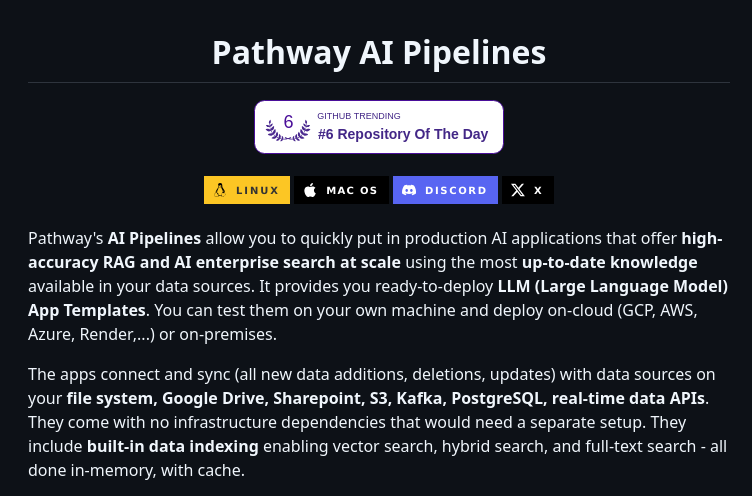 Pathway AI Pipelines
6
GITHUB TRENDING
#6 Repository Of The Day
LINUX
MAC OS
DISCORD
X
Pathway's AI Pipelines allow you to quickly put in production AI applications that offer high-
accuracy RAG and AI enterprise search at scale using the most up-to-date knowledge
available in your data sources. It provides you ready-to-deploy LLM (Large Language Model)
App Templates. You can test them on your own machine and deploy on-cloud (GCP, AWS,
Azure, Render,...) or on-premises.
The apps connect and sync (all new data additions, deletions, updates) with data sources on
your file system, Google Drive, Sharepoint, S3, Kafka, PostgreSQL, real-time data APIs.
They come with no infrastructure dependencies that would need a separate setup. They
include built-in data indexing enabling vector search, hybrid search, and full-text search - all
done in-memory, with cache.